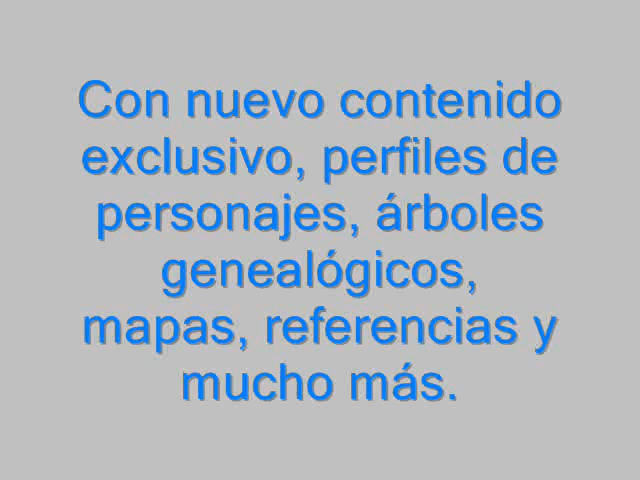 Con nuevo contenido
exclusivo, perfiles de
personajes, árboles
genealógicos,
mapas, referencias y
mucho más.